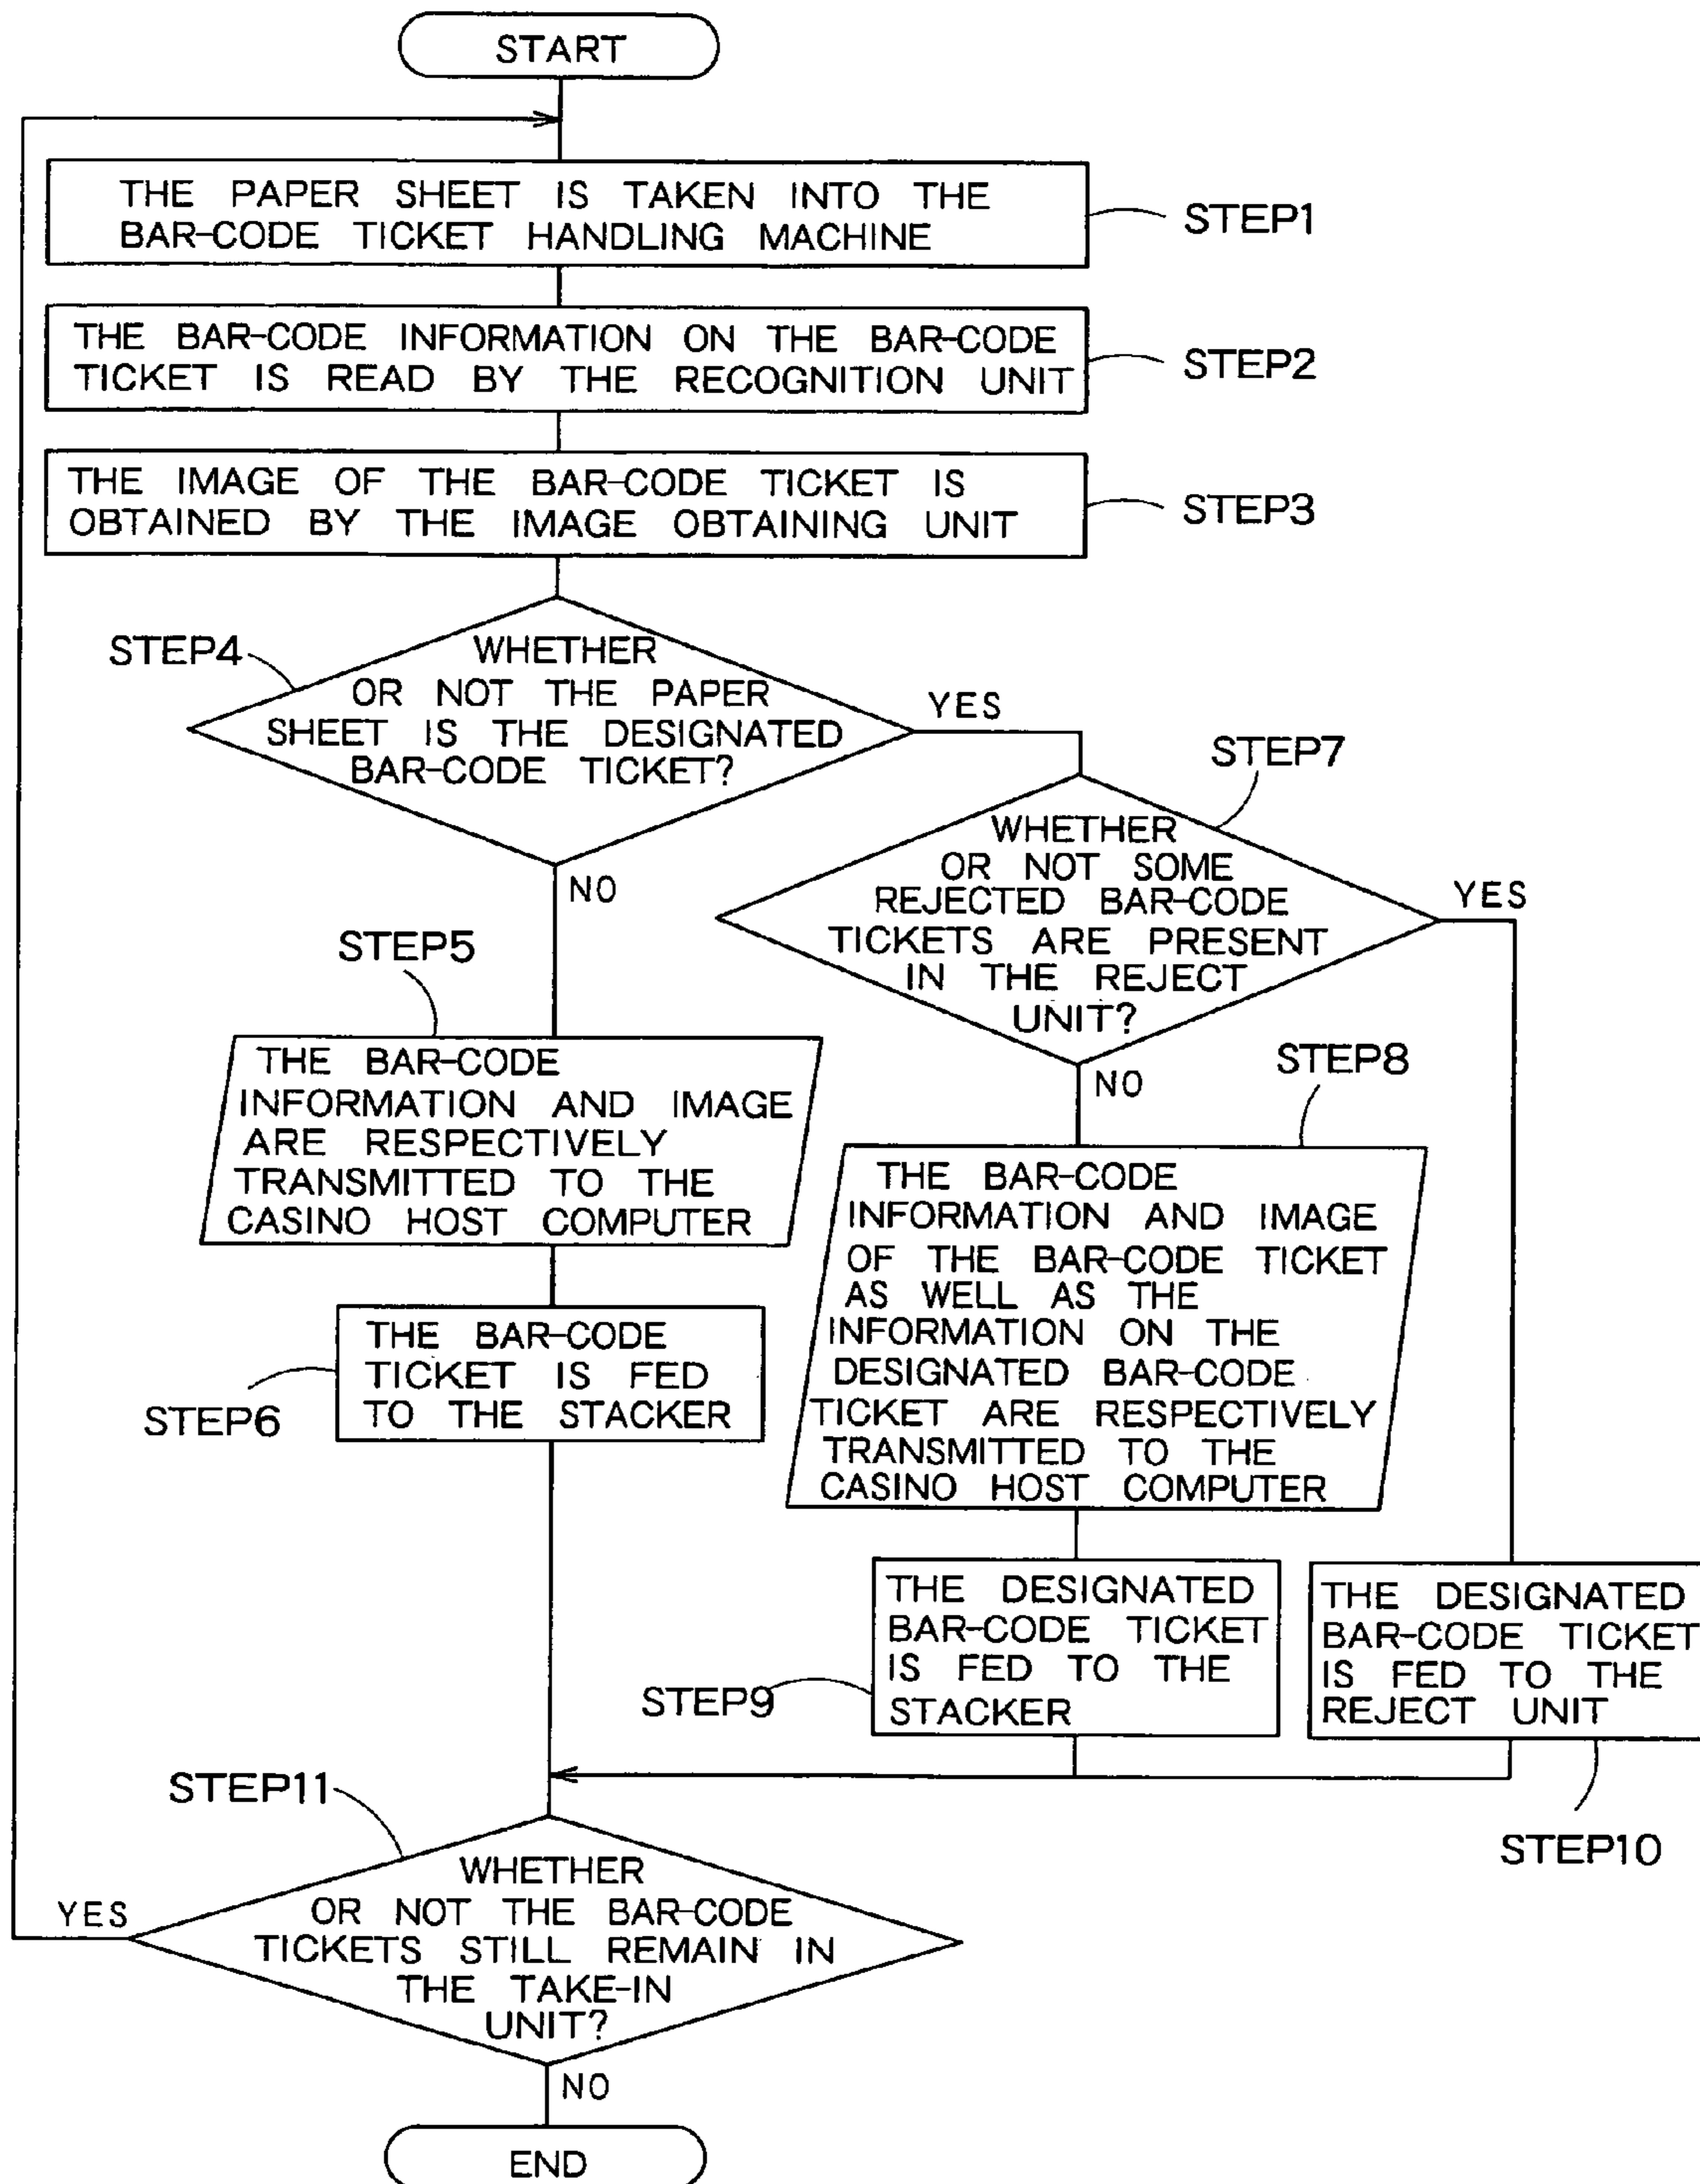 START
THE PAPER SHEET IS TAKEN INTO THE
BAR-CODE TICKET HANDLING MACHINE
STEP1
THE BAR-CODE INFORMATION ON THE BAR-CODE
TICKET IS READ BY THE RECOGNITION UNIT
STEP2
THE IMAGE OF THE BAR-CODE TICKET IS
OBTAINED BY THE IMAGE OBTAINING UNIT
STEP3
STEP4
WHETHER
OR NOT THE PAPER
SHEET IS THE DESIGNATED
BAR-CODE TICKET?
YES
NO
STEP7
WHETHER
OR NOT SOME
REJECTED BAR-CODE
TICKETS ARE PRESENT
IN THE REJECT
UNIT?
YES
NO
STEP5
THE BAR-CODE
INFORMATION AND IMAGE
ARE RESPECTIVELY
TRANSMITTED TO THE
CASINO HOST COMPUTER
STEP8
THE BAR-CODE
INFORMATION AND IMAGE
OF THE BAR-CODE TICKET
AS WELL AS THE
INFORMATION ON THE
DESIGNATED BAR-CODE
TICKET ARE RESPECTIVELY
TRANSMITTED TO THE
CASINO HOST COMPUTER
THE BAR-CODE
TICKET IS FED
TO THE STACKER
STEP6
THE DESIGNATED
BAR-CODE TICKET
IS FED TO THE
STACKER
STEP9
THE DESIGNATED
BAR-CODE TICKET
IS FED TO THE
REJECT UNIT
STEP10
STEP11
WHETHER
OR NOT THE BAR-CODE
TICKETS STILL REMAIN IN
THE TAKE-IN
UNIT?
YES
NO
END